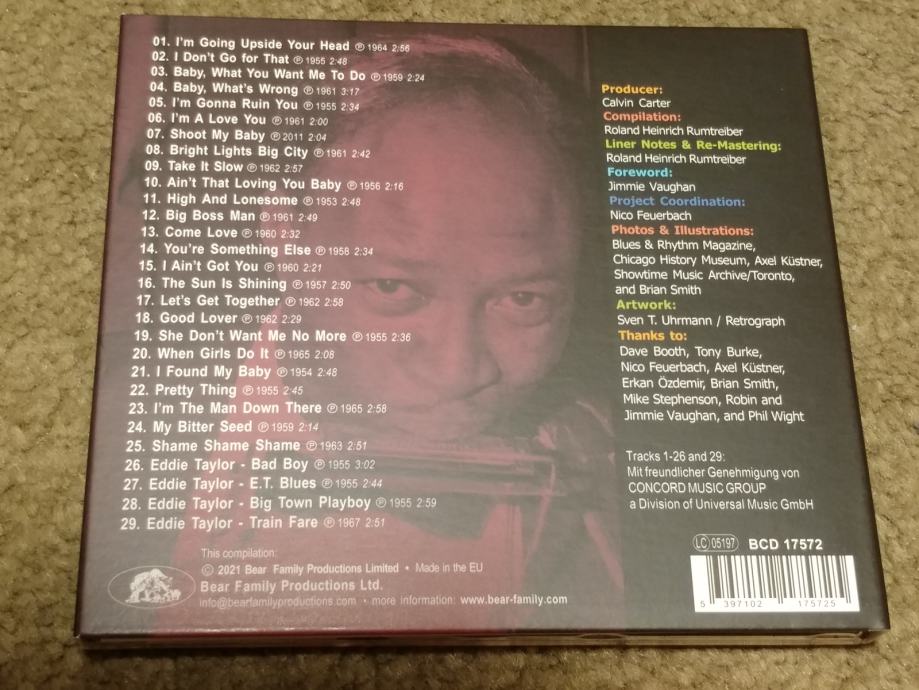 01. I'm Going Upside Your Head ℗ 1964 2:56
02. I Don't Go for That ℗ 1955 2:48
03. Baby, What You Want Me To Do ℗ 1959 2:24
04. Baby, What's Wrong ℗ 1961 3:17
05. I'm Gonna Ruin You ℗ 1955 2:34
06. I'm A Love You ℗ 1961 2:00
07. Shoot My Baby ℗ 2011 2:04
08. Bright Lights Big City ℗ 1961 2:42
09. Take It Slow ℗ 1962 2:57
10. Ain't That Loving You Baby ℗ 1956 2:16
11. High And Lonesome ℗ 1953 2:48
12. Big Boss Man ℗ 1961 2:49
13. Come Love ℗ 1960 2:32
14. You're Something Else ℗ 1958 2:34
15. I Ain't Got You ℗ 1960 2:21
16. The Sun Is Shining ℗ 1957 2:50
17. Let's Get Together ℗ 1962 2:58
18. Good Lover ℗ 1962 2:29
19. She Don't Want Me No More ℗ 1955 2:36
20. When Girls Do It ℗ 1965 2:08
21. I Found My Baby ℗ 1954 2:48
22. Pretty Thing ℗ 1955 2:45
23. I'm The Man Down There ℗ 1965 2:58
24. My Bitter Seed ℗ 1959 2:14
25. Shame Shame Shame ℗ 1963 2:51
26. Eddie Taylor - Bad Boy ℗ 1955 3:02
27. Eddie Taylor - E.T. Blues ℗ 1955 2:44
28. Eddie Taylor - Big Town Playboy ℗ 1955 2:59
29. Eddie Taylor - Train Fare ℗ 1967 2:51
This compilation:
© 2021 Bear Family Productions Limited • Made in the EU
Bear Family Productions Ltd.
info@bearfamilyproductions.com • more information: www.bear-family.com
Producer:
Calvin Carter
Compilation:
Roland Heinrich Rumtreiber
Liner Notes & Re-Mastering:
Roland Heinrich Rumtreiber
Foreword:
Jimmie Vaughan
Project Coordination:
Nico Feuerbach
Photos & Illustrations:
Blues & Rhythm Magazine,
Chicago History Museum, Axel Küstner,
Showtime Music Archive/Toronto,
and Brian Smith
Artwork:
Sven T. Uhrmann / Retrograph
Thanks to:
Dave Booth, Tony Burke,
Nico Feuerbach, Axel Küstner,
Erkan Özdemir, Brian Smith,
Mike Stephenson, Robin and
Jimmie Vaughan, and Phil Wight
Tracks 1-26 and 29:
Mit freundlicher Genehmigung von
CONCORD MUSIC GROUP
a Division of Universal Music GmbH
LC 05197 BCD 17572
5 397102 175725